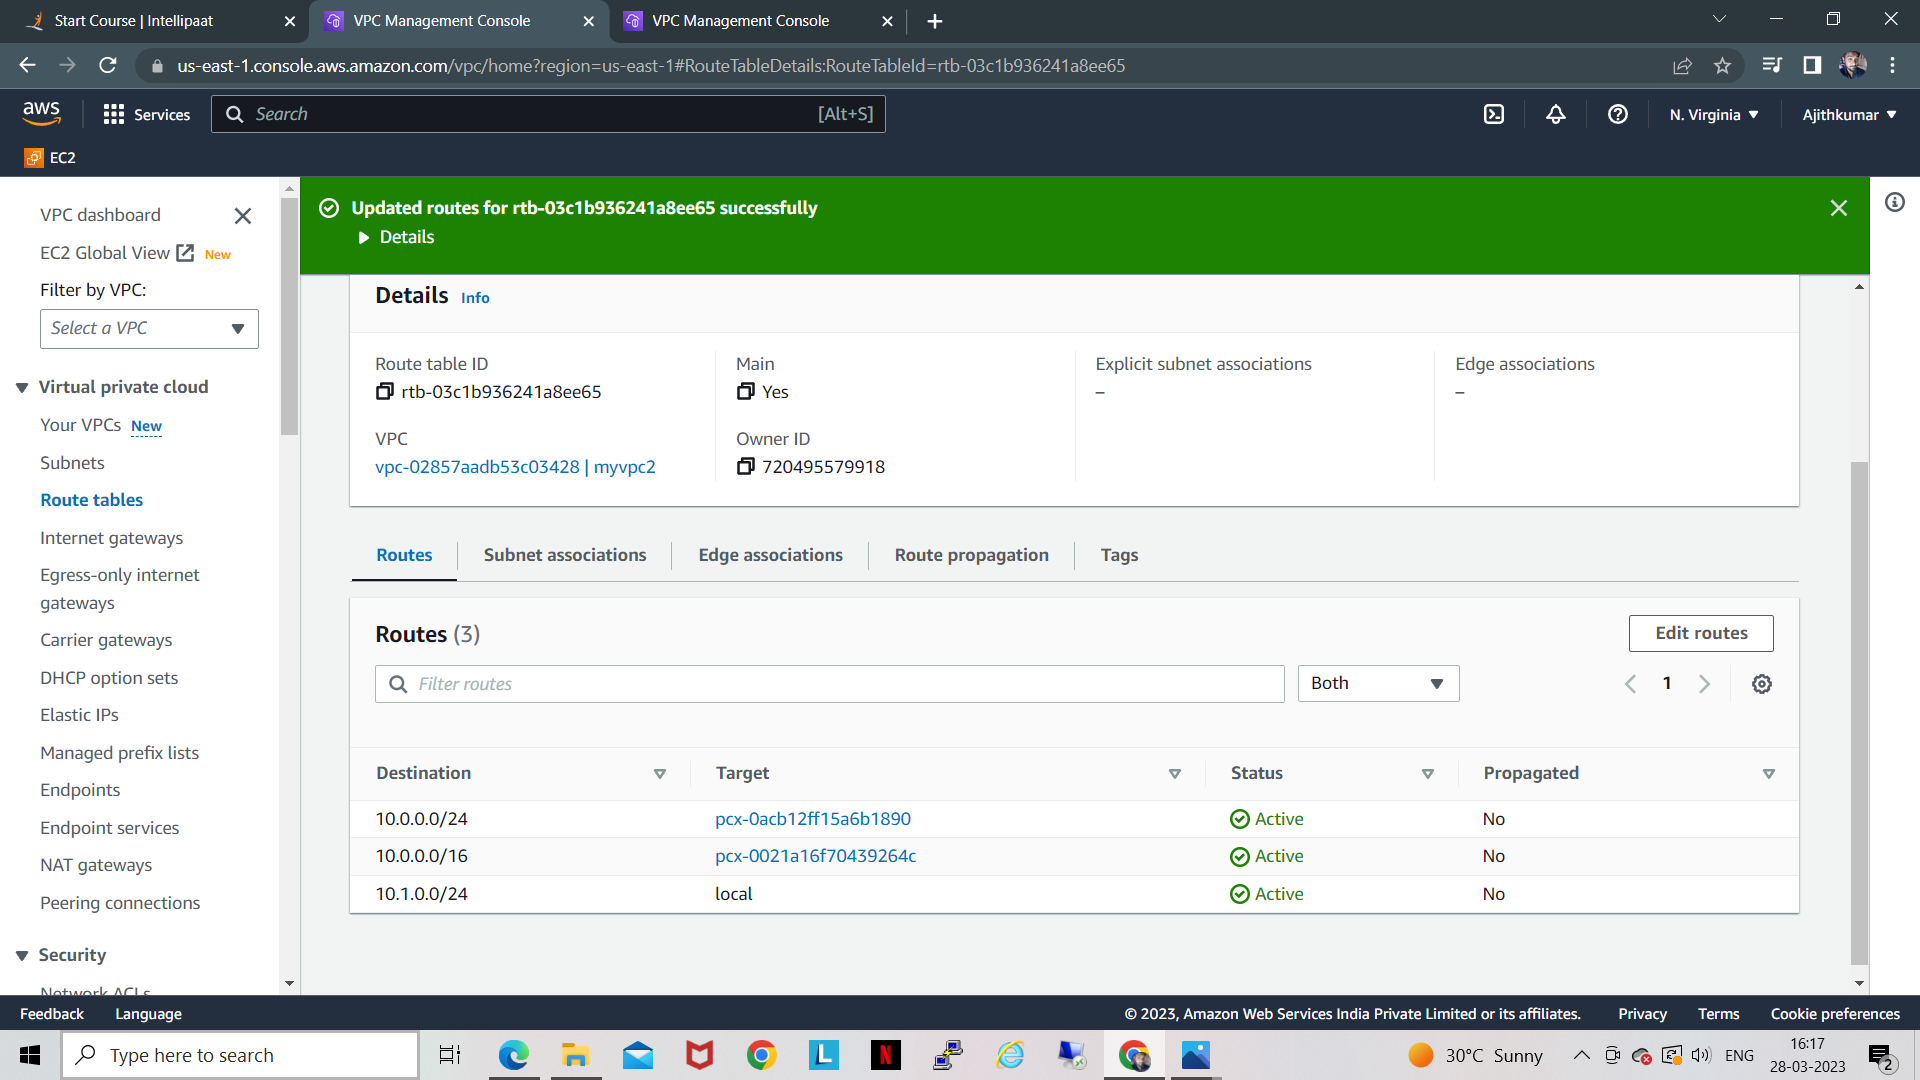 Start Course | Intellipaat
VPC Management Console
VPC Management Console
us-east-1.console.aws.amazon.com/vpc/home?region=us-east-1#RouteTableDetails:RouteTableId=rtb-03c1b936241a8ee65
aws
Services
Search
[Alt+S]
N. Virginia
Ajithkumar
EC2
VPC dashboard
EC2 Global View
New
Filter by VPC:
Select a VPC
Virtual private cloud
Your VPCs New
Subnets
Route tables
Internet gateways
Egress-only internet
gateways
Carrier gateways
DHCP option sets
Elastic IPs
Managed prefix lists
Endpoints
Endpoint services
NAT gateways
Peering connections
Security
Network ACLs
Updated routes for rtb-03c1b936241a8ee65 successfully
Details
Details Info
Route table ID
rtb-03c1b936241a8ee65
Main
Yes
Explicit subnet associations
–
Edge associations
–
VPC
vpc-02857aadb53c03428 | myvpc2
Owner ID
720495579918
Routes
Subnet associations
Edge associations
Route propagation
Tags
Routes (3)
Edit routes
Filter routes
Both
1
Destination Target Status Propagated
10.0.0.0/24 pcx-0acb12ff15a6b1890 Active No
10.0.0.0/16 pcx-0021a16f70439264c Active No
10.1.0.0/24 local Active No
Feedback
Language
© 2023, Amazon Web Services India Private Limited or its affiliates.
Privacy
Terms
Cookie preferences
Type here to search
L
N
30°C Sunny
ENG
16:17
28-03-2023
2